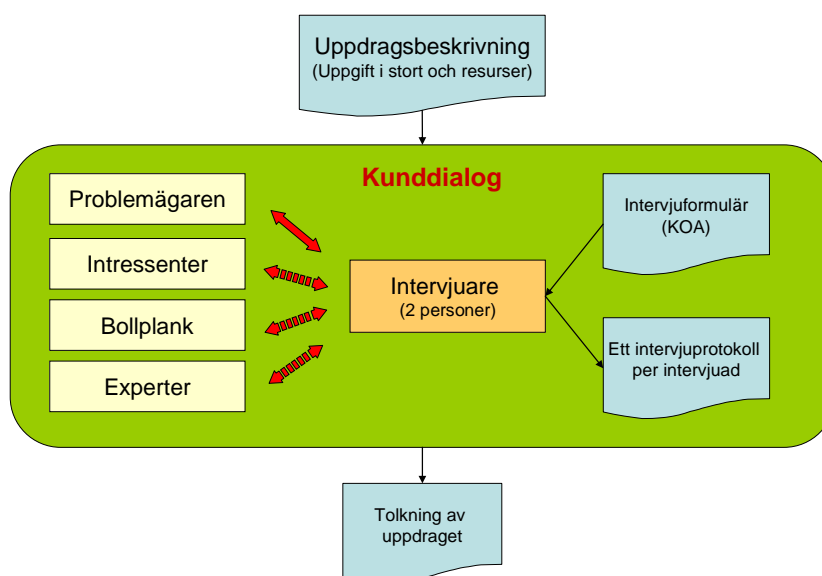 Uppdragsbeskrivning
(Uppgift i stort och resurser)
Kunddialog
Problemägaren
Intressenter
Bollplank
Experter
Intervjuare
(2 personer)
Intervjuformulär
(KOA)
Ett intervjuprotokoll
per intervjuad
Tolkning av
uppdraget